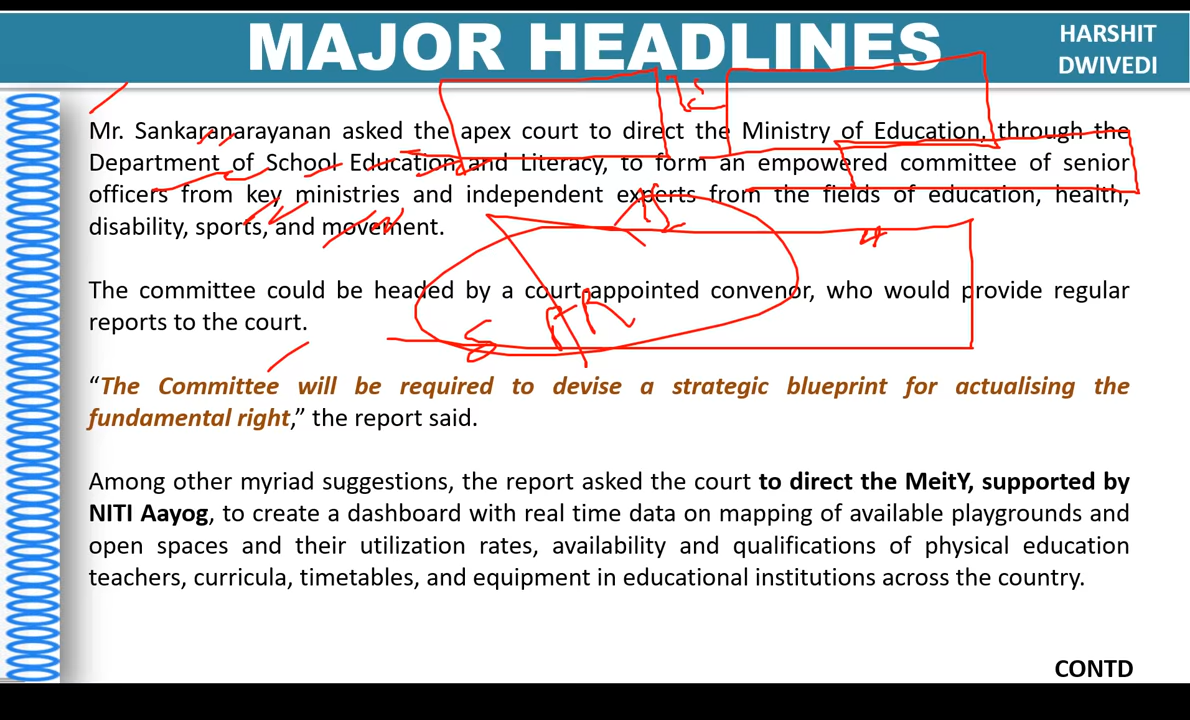 MAJOR HEADLINES
HARSHIT
DWIVEDI
Mr. Sankaranarayanan asked the apex court to direct the Ministry of Education, through the
Department of School Education and Literacy, to form an empowered committee of senior
officers from key ministries and independent experts from the fields of education, health,
disability, sports, and movement.
The committee could be headed by a court-appointed convenor, who would provide regular
reports to the court.
“The Committee will be required to devise a strategic blueprint for actualising the
fundamental right,” the report said.
Among other myriad suggestions, the report asked the court to direct the MeitY, supported by
NITI Aayog, to create a dashboard with real time data on mapping of available playgrounds and
open spaces and their utilization rates, availability and qualifications of physical education
teachers, curricula, timetables, and equipment in educational institutions across the country.
CONTD